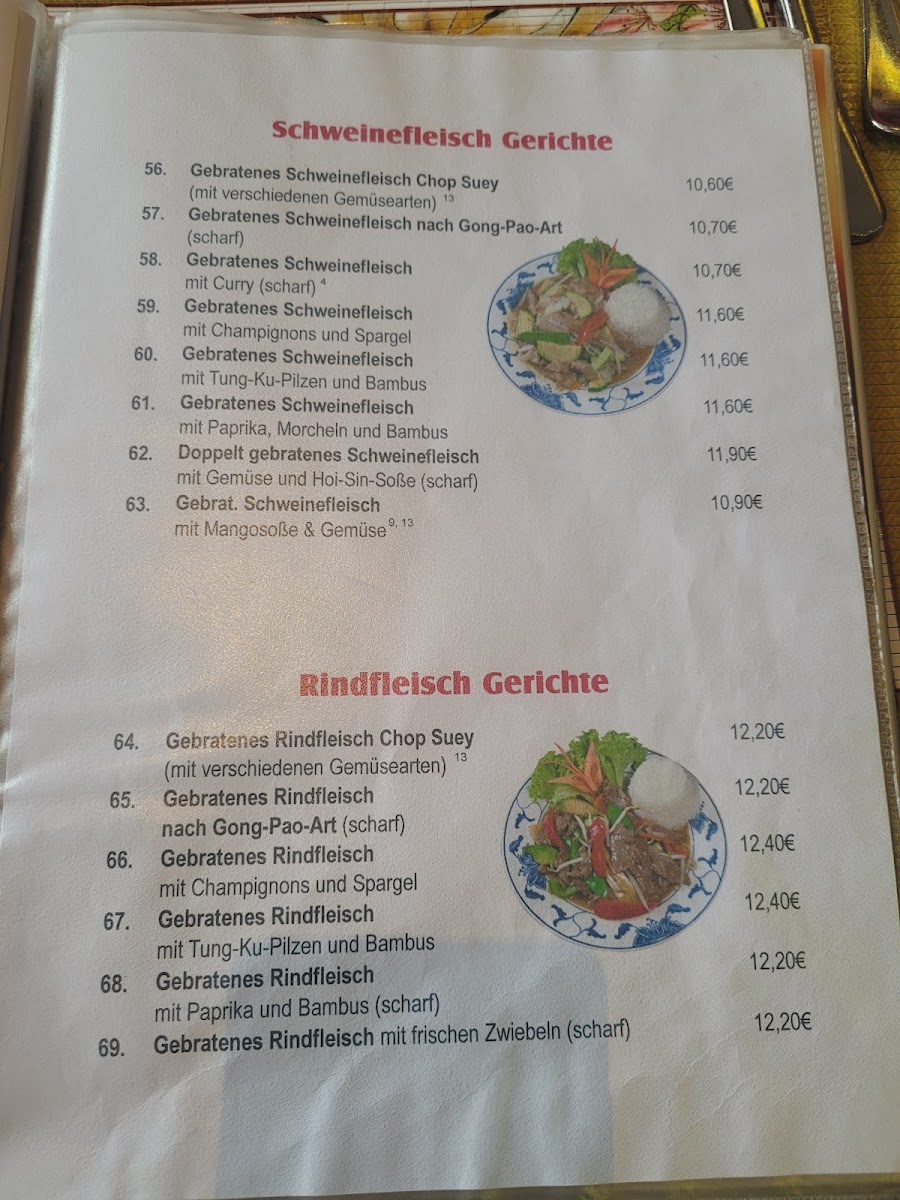 Schweinefleisch Gerichte
56. Gebratenes Schweinefleisch Chop Suey 10,60€
(mit verschiedenen Gemüsearten) 13
57. Gebratenes Schweinefleisch nach Gong-Pao-Art 10,70€
(scharf)
58. Gebratenes Schweinefleisch 10,70€
mit Curry (scharf) 4
59. Gebratenes Schweinefleisch 11,60€
mit Champignons und Spargel
60. Gebratenes Schweinefleisch 11,60€
mit Tung-Ku-Pilzen und Bambus
61. Gebratenes Schweinefleisch 11,60€
mit Paprika, Morcheln und Bambus
62. Doppelt gebratenes Schweinefleisch 11,90€
mit Gemüse und Hoi-Sin-Soße (scharf)
63. Gebrat. Schweinefleisch 10,90€
mit Mangosoße & Gemüse 9, 13
Rindfleisch Gerichte
64. Gebratenes Rindfleisch Chop Suey 12,20€
(mit verschiedenen Gemüsearten) 13
65. Gebratenes Rindfleisch 12,20€
nach Gong-Pao-Art (scharf)
66. Gebratenes Rindfleisch 12,40€
mit Champignons und Spargel
67. Gebratenes Rindfleisch 12,40€
mit Tung-Ku-Pilzen und Bambus
68. Gebratenes Rindfleisch 12,20€
mit Paprika und Bambus (scharf)
69. Gebratenes Rindfleisch mit frischen Zwiebeln (scharf) 12,20€